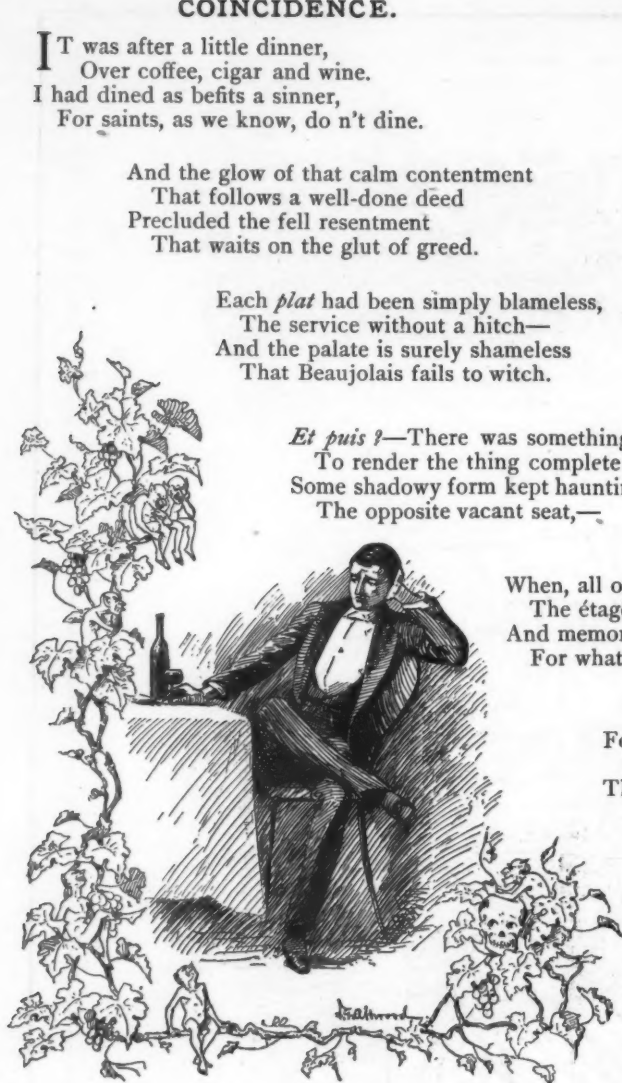 COINCIDENCE.
IT was after a little dinner,
Over coffee, cigar and wine.
I had dined as befits a sinner,
For saints, as we know, do n't dine.
And the glow of that calm contentment
That follows a well-done deed
Precluded the fell resentment
That waits on the glut of greed.
Each plat had been simply blameless,
The service without a hitch—
And the palate is surely shameless
That Beaujolais fails to witch.
Et puis ?—There was something
To render the thing complete
Some shadowy form kept haunti
The opposite vacant seat,—
When, all o
The étag
And memor
For what
F
Th